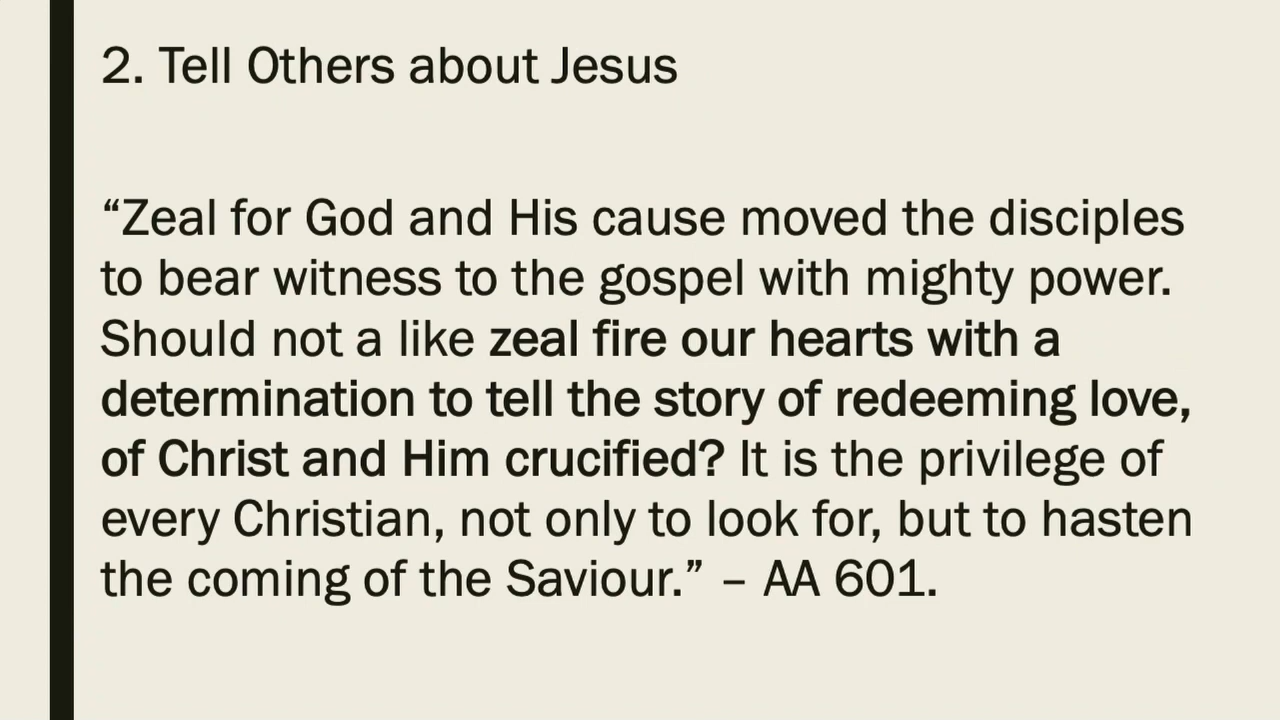 2. Tell Others about Jesus
“Zeal for God and His cause moved the disciples
to bear witness to the gospel with mighty power.
Should not a like zeal fire our hearts with a
determination to tell the story of redeeming love,
of Christ and Him crucified? It is the privilege of
every Christian, not only to look for, but to hasten
the coming of the Saviour.” – AA 601.